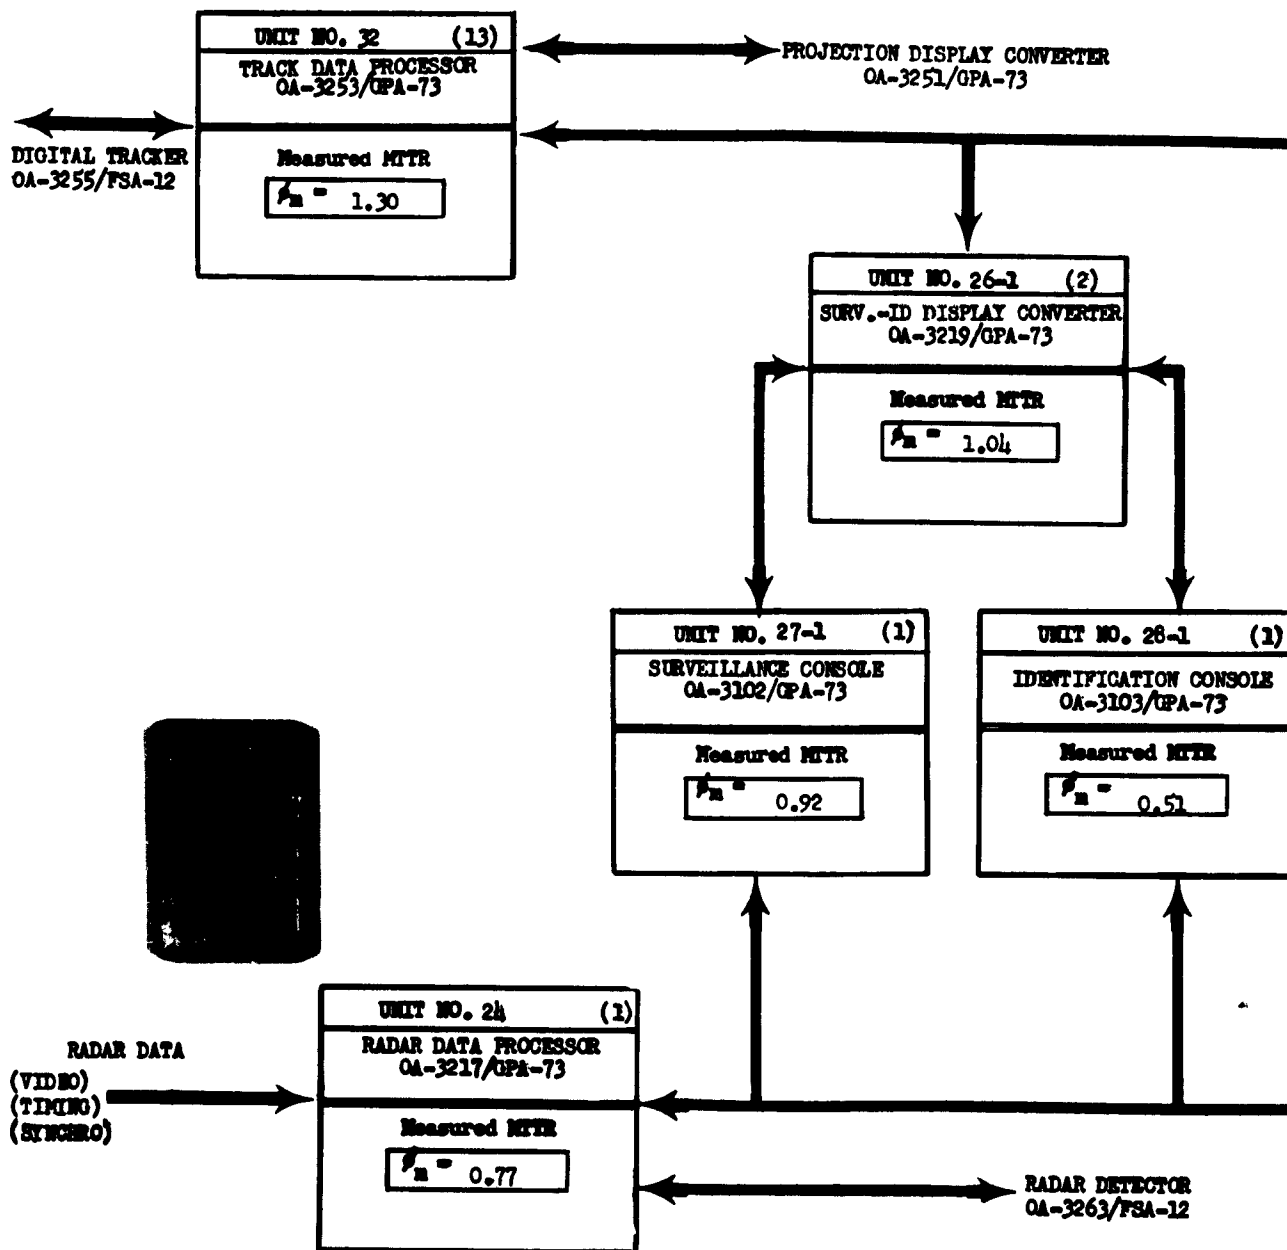 UNIT NO. 32 (13)
TRACK DATA PROCESSOR
OA-3253/GPA-73
Measured MTTR
ϕm = 1.30
PROJECTION DISPLAY CONVERTER
OA-3251/GPA-73
DIGITAL TRACKER
OA-3255/FSA-12
UNIT NO. 26-1 (2)
SURV.-ID DISPLAY CONVERTER
OA-3219/GPA-73
Measured MTTR
ϕm = 1.04
UNIT NO. 27-1 (1)
SURVEILLANCE CONSOLE
OA-3102/GPA-73
Measured MTTR
ϕm = 0.92
UNIT NO. 28-1 (1)
IDENTIFICATION CONSOLE
OA-3103/GPA-73
Measured MTTR
ϕm = 0.51
UNIT NO. 24 (1)
RADAR DATA PROCESSOR
OA-3217/GPA-73
Measured MTTR
ϕm = 0.77
RADAR DATA
(VIDEO)
(TIMING)
(SYNCHRO)
RADAR DETECTOR
OA-3263/FSA-12